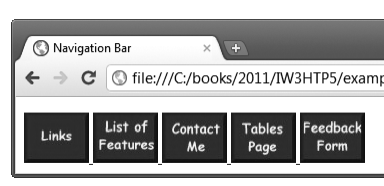 Navigation Bar
file:///C:/books/2011/IW3HTP5/examp
Links
List of
Features
Contact
Me
Tables
Page
Feedback
Form